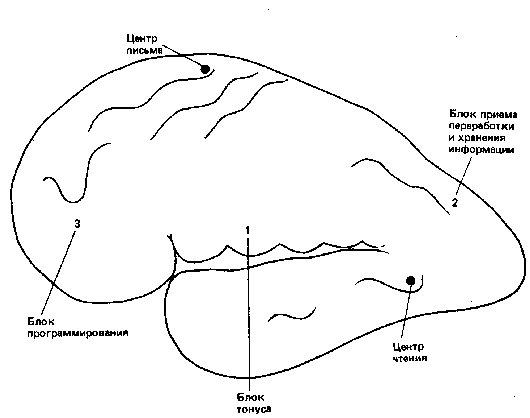 Центр
письма
Блок приема
переработки
и хранения
информации
2
1
3
Блок
программирования
Центр
чтения
Блок
тонуса